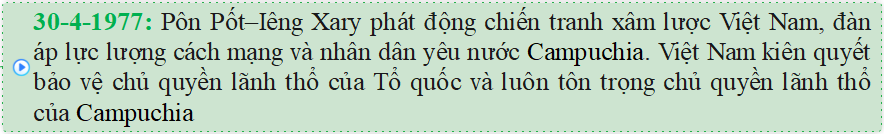 30-4-1977: Pôn Pốt–Iêng Xary phát động chiến tranh xâm lược Việt Nam, đàn
áp lực lượng cách mạng và nhân dân yêu nước Campuchia. Việt Nam kiên quyết
bảo vệ chủ quyền lãnh thổ của Tổ quốc và luôn tôn trọng chủ quyền lãnh thổ
của Campuchia